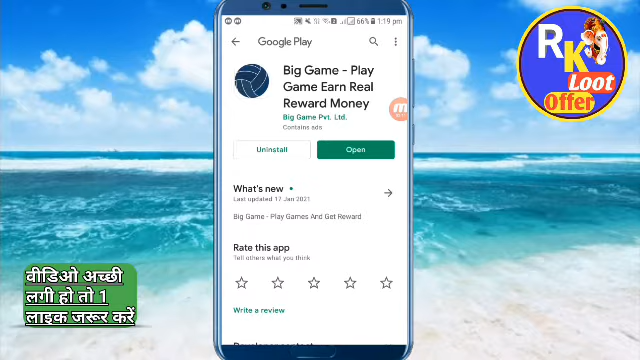 66% 1:19 pm
Google Play
Big Game - Play
Game Earn Real
Reward Money
Big Game Pvt. Ltd.
Contains ads
Uninstall
Open
What's new
Last updated 17 Jan 2021
Big Game - Play Games And Get Reward
Rate this app
Tell others what you think
Write a review
RK
Loot
Offer
वीडिओ अच्छी
लगी हो तो 1
लाइक जरूर करें